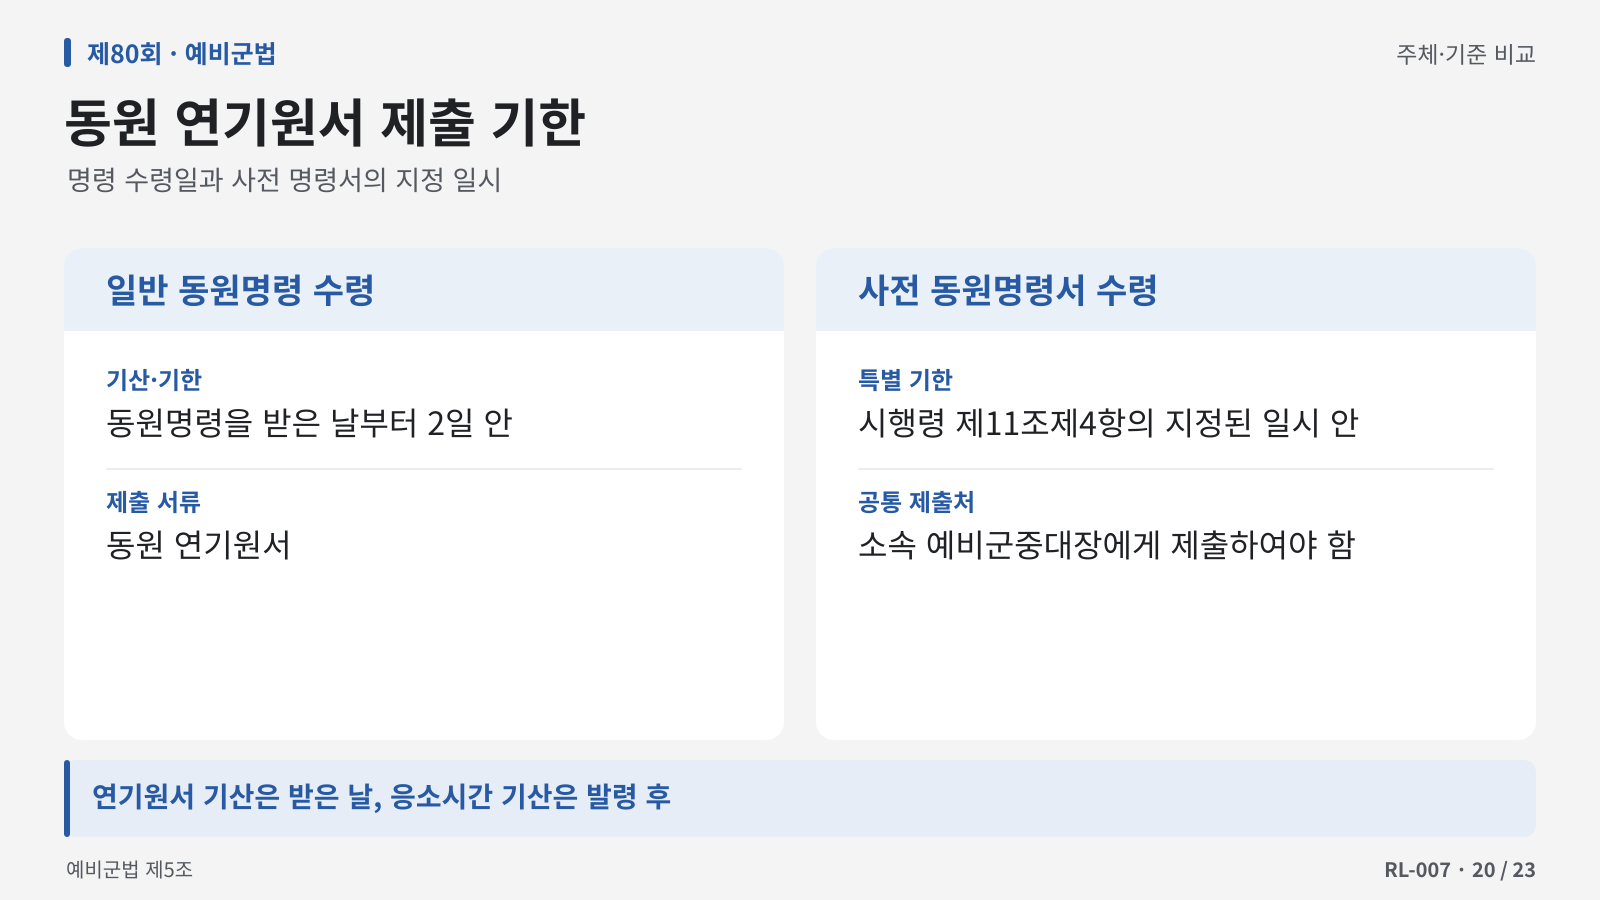 제80회 · 예비군법
주체·기준 비교
동원 연기원서 제출 기한
명령 수령일과 사전 명령서의 지정 일시
일반 동원명령 수령
기산·기한
동원명령을 받은 날부터 2일 안
제출 서류
동원 연기원서
사전 동원명령서 수령
특별 기한
시행령 제11조제4항의 지정된 일시 안
공통 제출처
소속 예비군중대장에게 제출하여야 함
연기원서 기산은 받은 날, 응소시간 기산은 발령 후
예비군법 제5조
RL-007 · 20 / 23